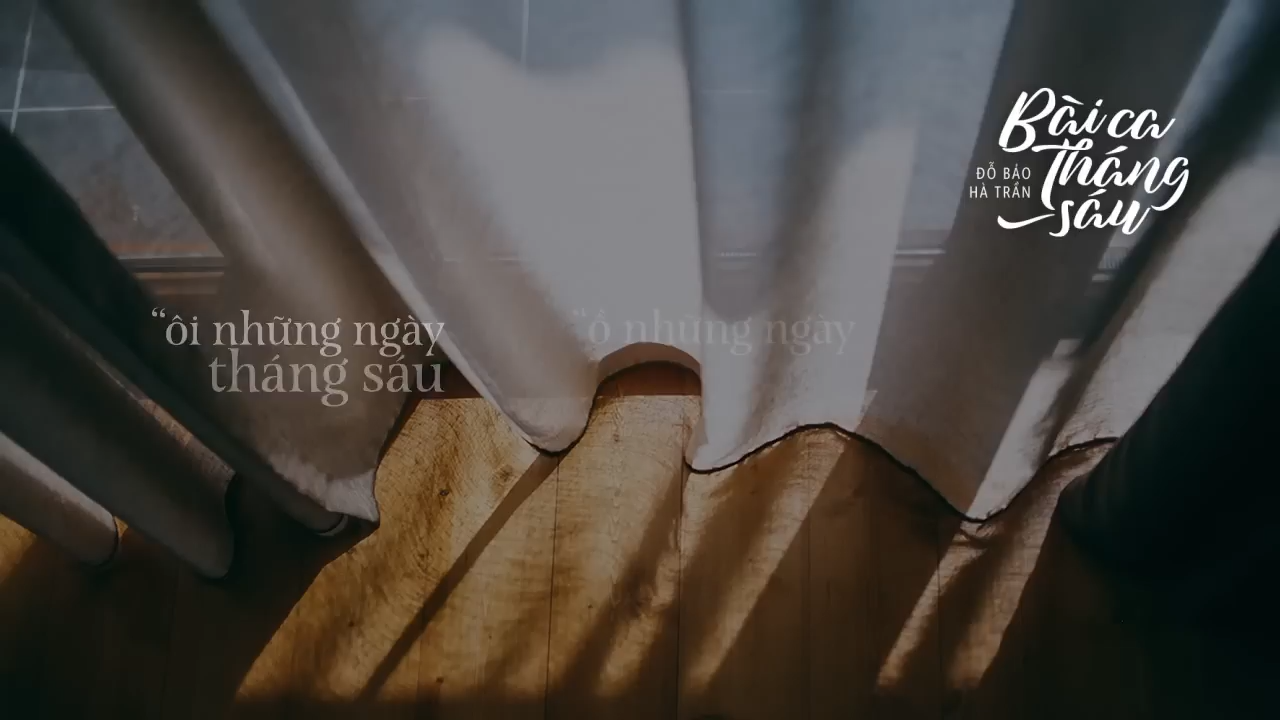 Bài ca
Tháng
sáu
ĐỖ BẢO
HÀ TRẦN
“ôi những ngày
tháng sáu
“ồ những ngày